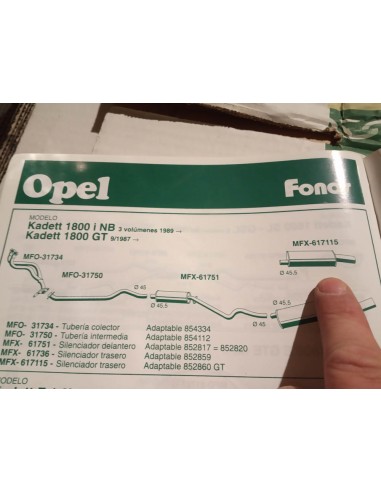 Opel Fonos
MODELO
Kadett 1800 i NB 3 volúmenes 1989 →
Kadett 1800 GT 9/1987 →
MFO-31734
MFO-31750
MFX-61751
MFX-617115
Ø 45
Ø 45,5
Ø 45,5
Ø 45,5
MFO- 31734 - Tubería colector Adaptable 854334
MFO- 31750 - Tubería intermedia Adaptable 854112
MFX- 61751 - Silenciador delantero Adaptable 852817 = 852820
MFX- 61736 - Silenciador trasero Adaptable 852859
MFX-617115 - Silenciador trasero Adaptable 852860 GT
MODELO